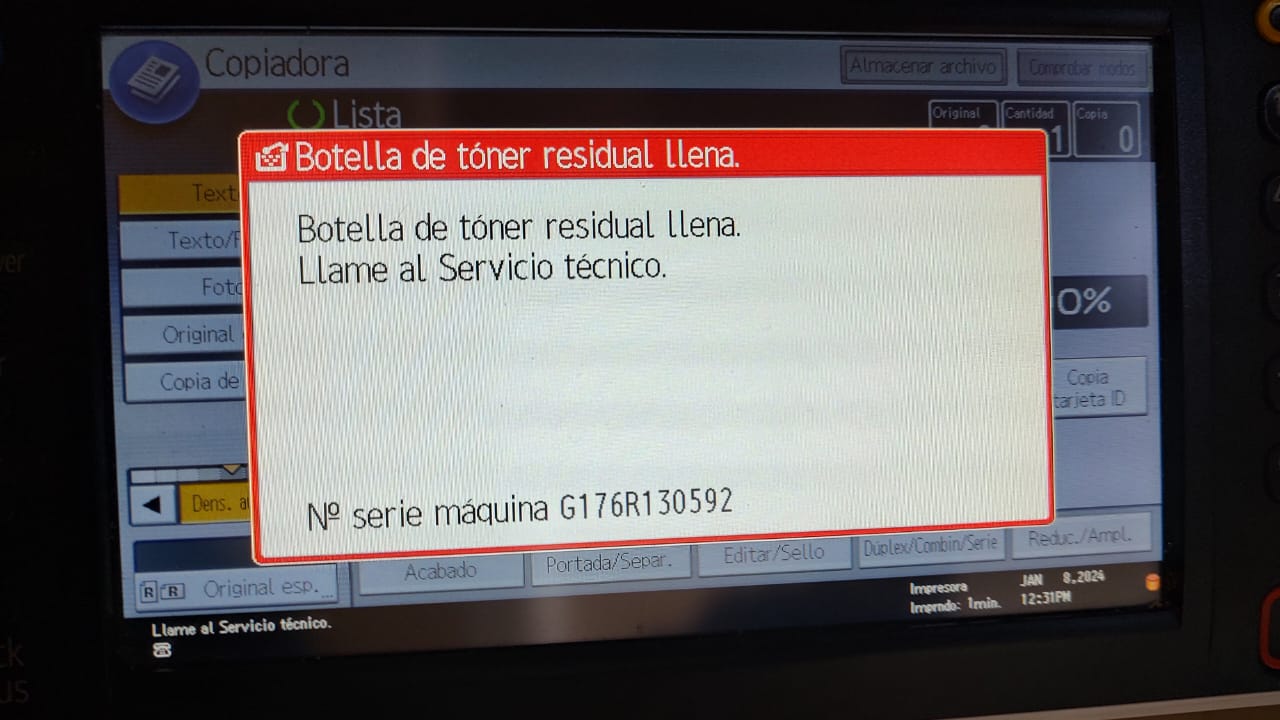 Copiadora
Almacenar archivo
Comprobar modos
Lista
Original
Cantidad
Copia
1
0
Botella de tóner residual llena.
Text
Texto/F
Foto
Original
Copia de
Botella de tóner residual llena.
Llame al Servicio técnico.
0%
Copia
tarjeta ID
Dens. au
Nº serie máquina G176R130592
Original esp....
Acabado
Portada/Separ.
Editar/Sello
Dúplex/Combin/Serie
Reduc./Ampl.
Llame al Servicio técnico.
Impresora
Imprndo: 1min.
JAN 8,2024
12:31PM